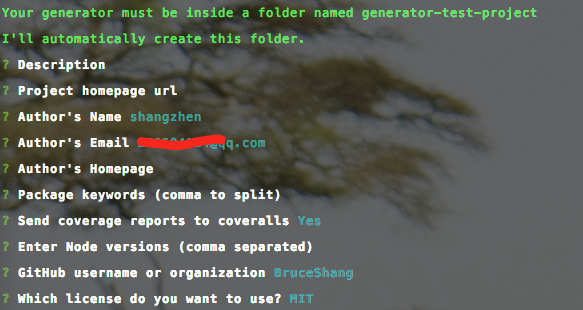 Your generator must be inside a folder named generator-test-project
I'll automatically create this folder.
? Description
? Project homepage url
? Author's Name shangzhen
? Author's Email @qq.com
? Author's Homepage
? Package keywords (comma to split)
? Send coverage reports to coveralls Yes
? Enter Node versions (comma separated)
? GitHub username or organization BruceShang
? Which license do you want to use? MIT